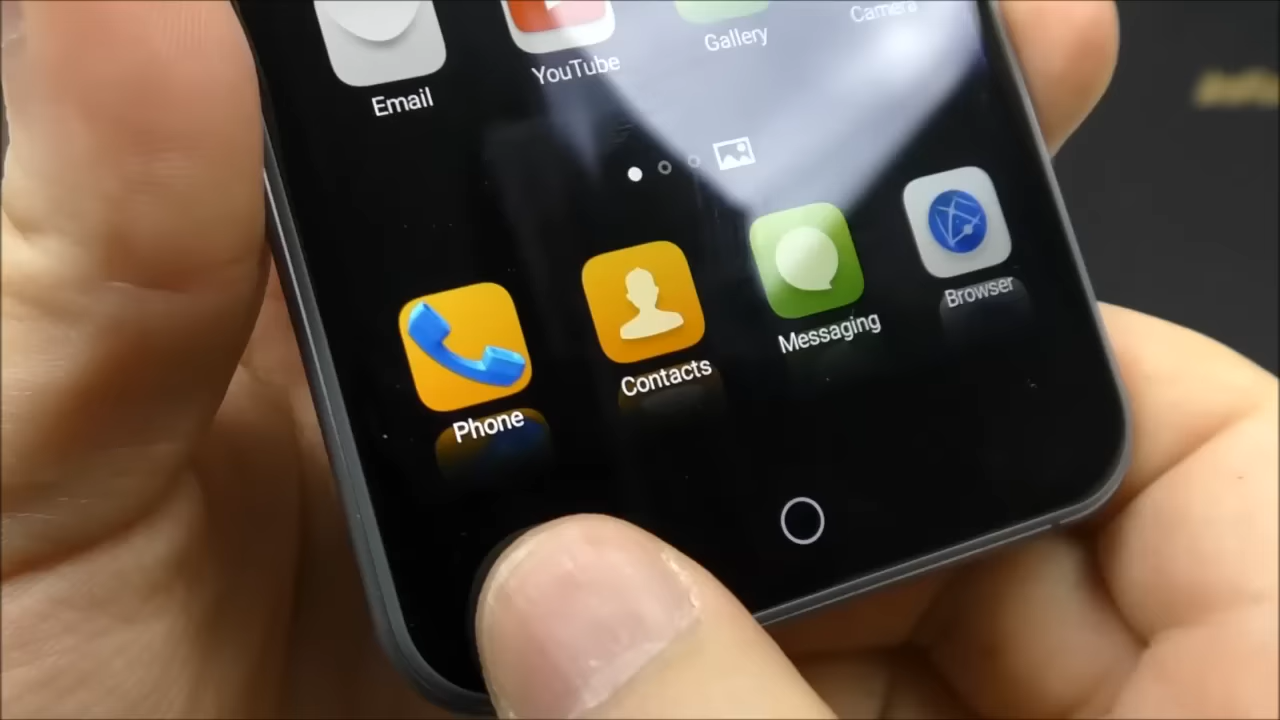 Email
YouTube
Gallery
Camera
Phone
Contacts
Messaging
Browser